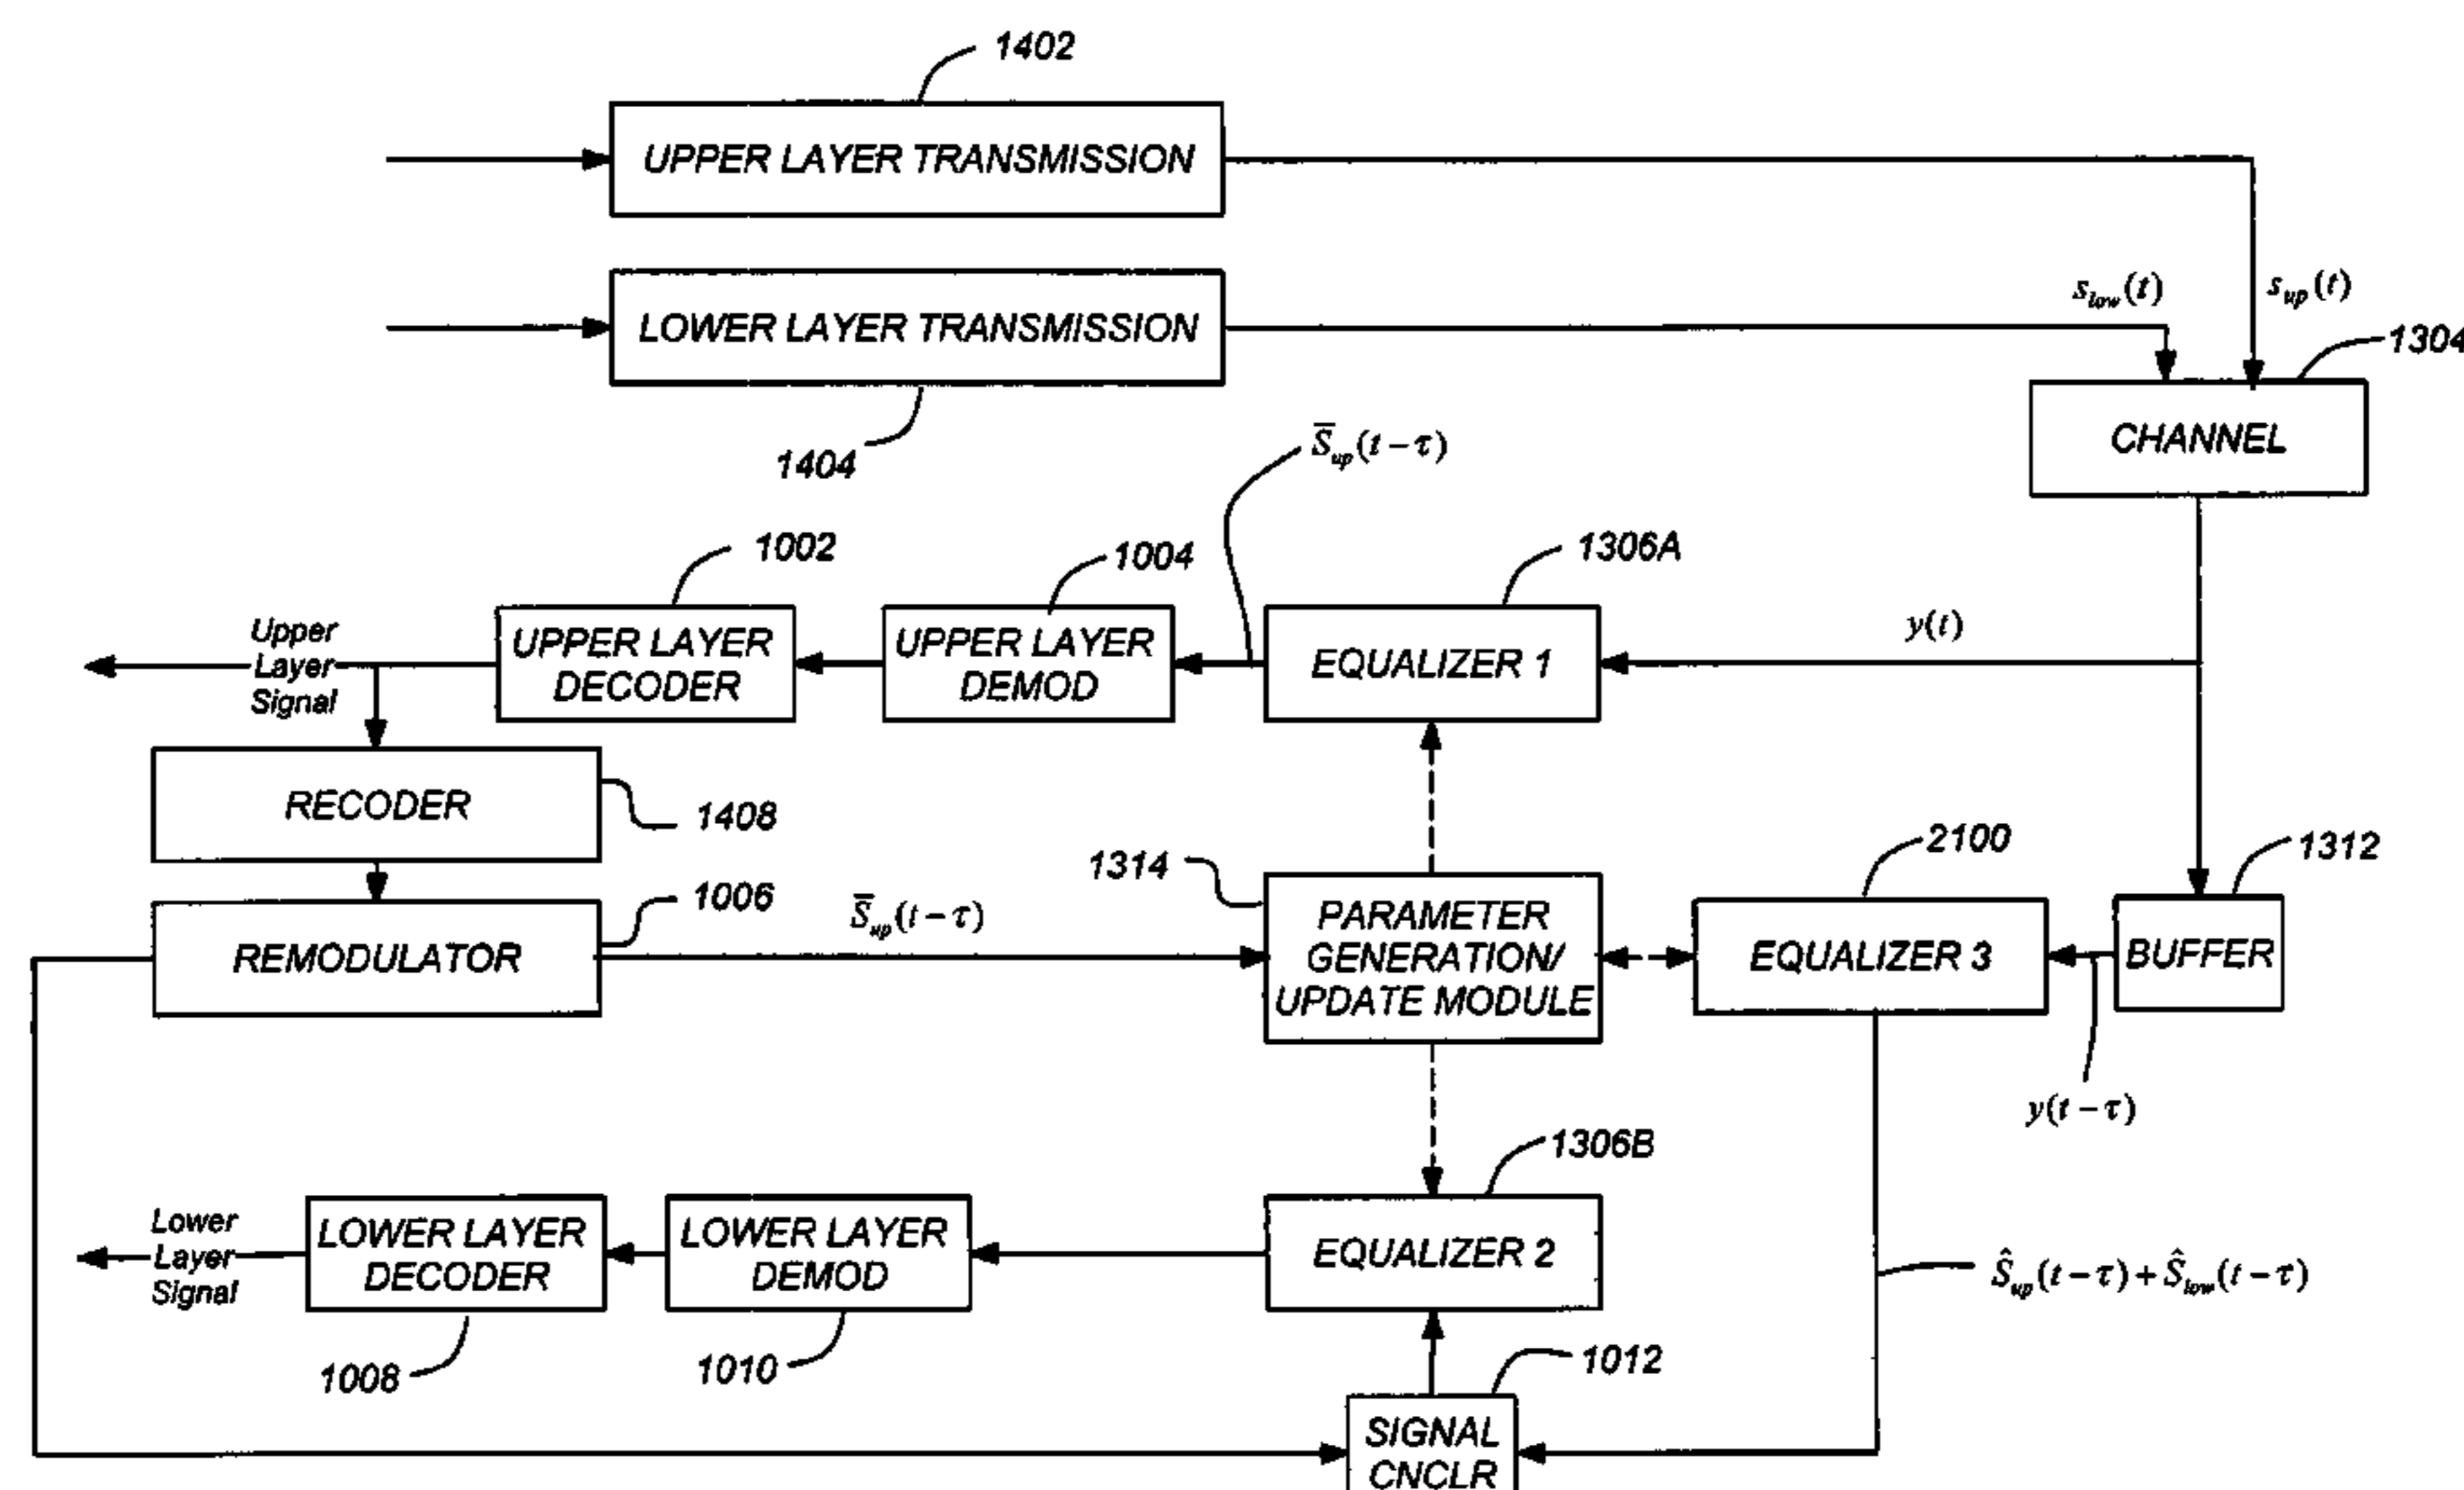 1402
UPPER LAYER TRANSMISSION
s_low(t)
s_up(t)
LOWER LAYER TRANSMISSION
1304
1404
S̅_up(t − τ)
CHANNEL
1002
1004
1306A
Upper
Layer
Signal
UPPER LAYER
DECODER
UPPER LAYER
DEMOD
EQUALIZER 1
y(t)
RECODER
1408
1314
2100
1312
1006
REMODULATOR
S̅_up(t − τ)
PARAMETER
GENERATION/
UPDATE MODULE
EQUALIZER 3
BUFFER
y(t − τ)
1306B
Lower
Layer
Signal
LOWER LAYER
DECODER
LOWER LAYER
DEMOD
EQUALIZER 2
Ŝ_up(t − τ) + Ŝ_low(t − τ)
1008
1010
1012
SIGNAL
CNCLR